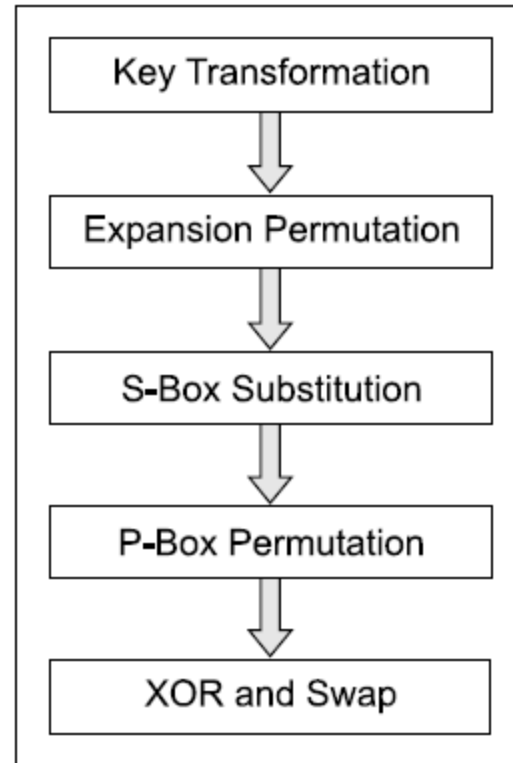 Key Transformation
Expansion Permutation
S-Box Substitution
P-Box Permutation
XOR and Swap